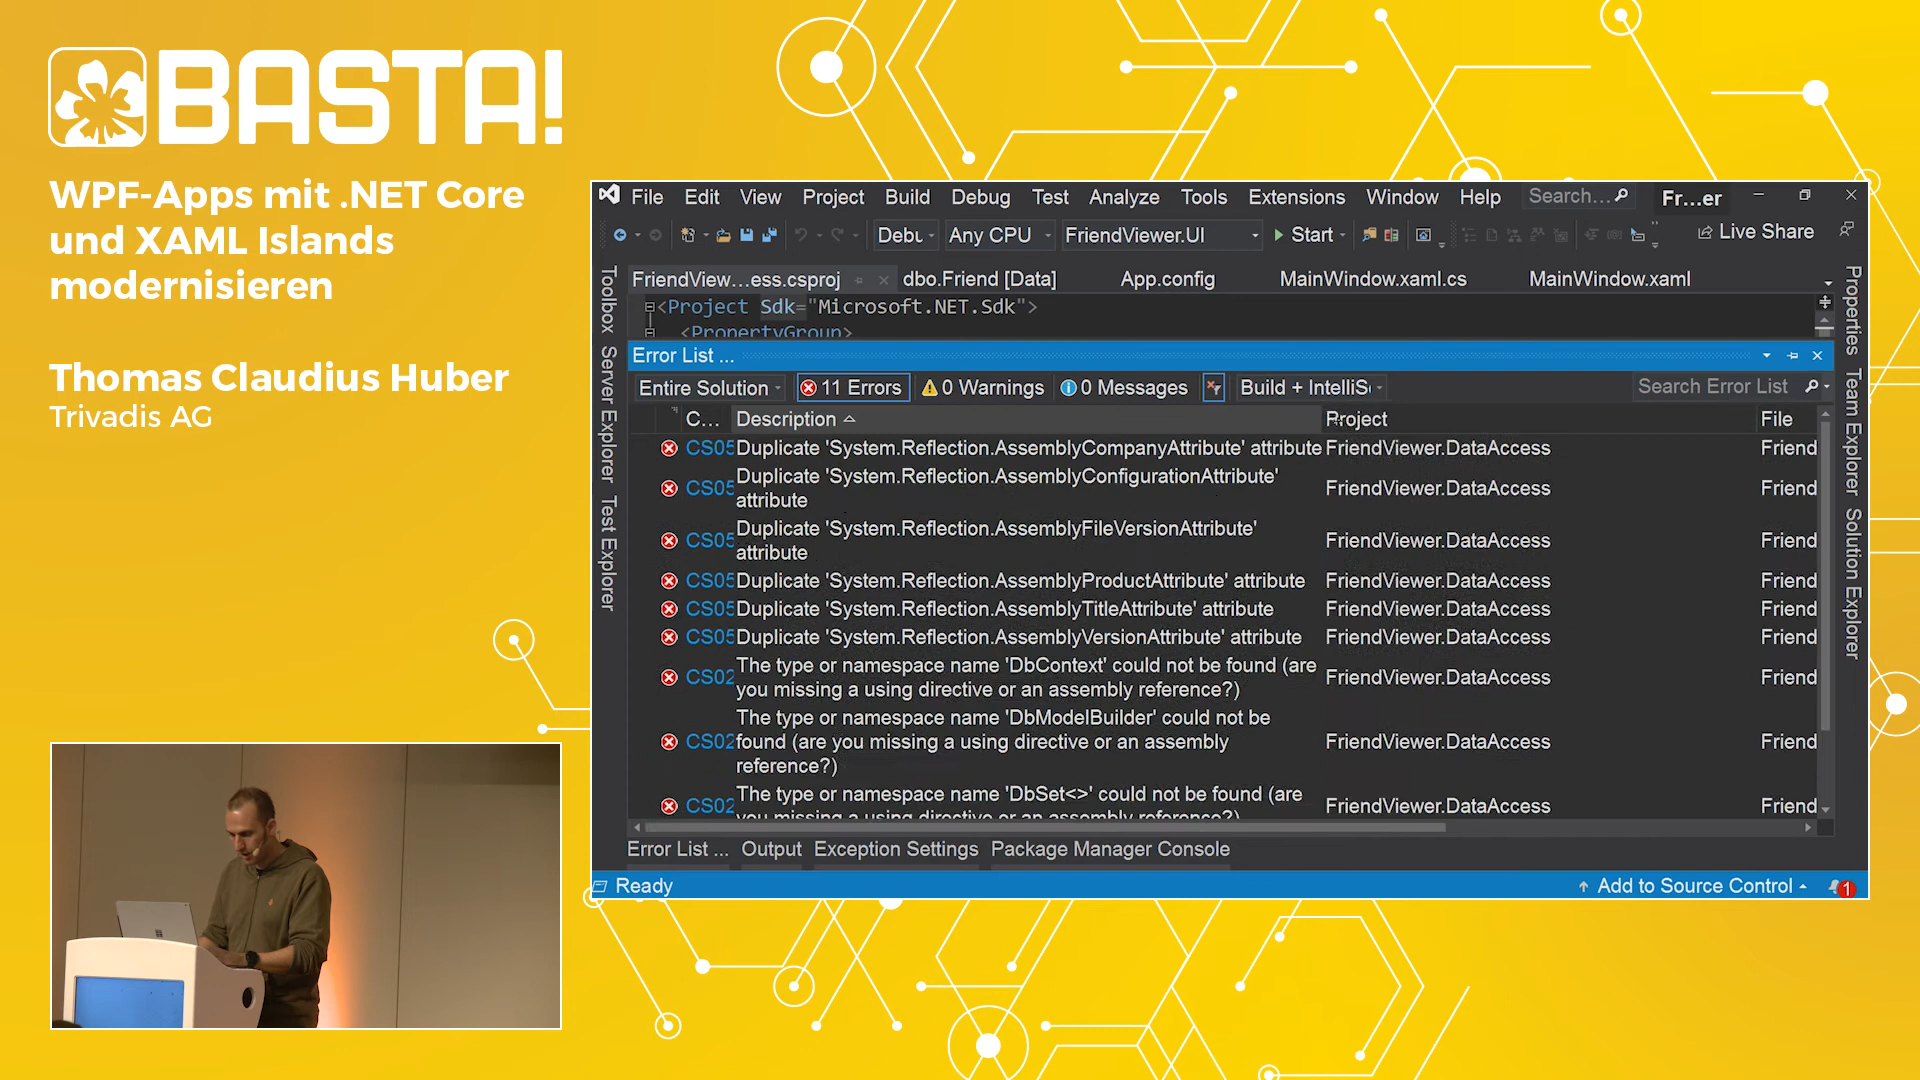 BASTA!
WPF-Apps mit .NET Core
und XAML Islands
modernisieren
Thomas Claudius Huber
Trivadis AG
File Edit View Project Build Debug Test Analyze Tools Extensions Window Help Search... Fr...er
Debu Any CPU FriendViewer.UI Start Live Share
FriendView...ess.csproj dbo.Friend [Data] App.config MainWindow.xaml.cs MainWindow.xaml
<Project Sdk="Microsoft.NET.Sdk">
<PropertyGroup>
Error List ...
Entire Solution 11 Errors 0 Warnings 0 Messages Build + IntelliS Search Error List
C... Description Project File
CS05 Duplicate 'System.Reflection.AssemblyCompanyAttribute' attribute FriendViewer.DataAccess Friend
Duplicate 'System.Reflection.AssemblyConfigurationAttribute'
CS05 attribute FriendViewer.DataAccess Friend
Duplicate 'System.Reflection.AssemblyFileVersionAttribute'
CS05 attribute FriendViewer.DataAccess Friend
CS05 Duplicate 'System.Reflection.AssemblyProductAttribute' attribute FriendViewer.DataAccess Friend
CS05 Duplicate 'System.Reflection.AssemblyTitleAttribute' attribute FriendViewer.DataAccess Friend
CS05 Duplicate 'System.Reflection.AssemblyVersionAttribute' attribute FriendViewer.DataAccess Friend
The type or namespace name 'DbContext' could not be found (are
CS02 you missing a using directive or an assembly reference?) FriendViewer.DataAccess Friend
The type or namespace name 'DbModelBuilder' could not be
CS02 found (are you missing a using directive or an assembly FriendViewer.DataAccess Friend
reference?)
The type or namespace name 'DbSet<>' could not be found (are
CS02 you missing a using directive or an assembly reference?) FriendViewer.DataAccess Friend
Error List ... Output Exception Settings Package Manager Console
Ready Add to Source Control 1
Toolbox
Server Explorer
Test Explorer
Properties
Team Explorer
Solution Explorer